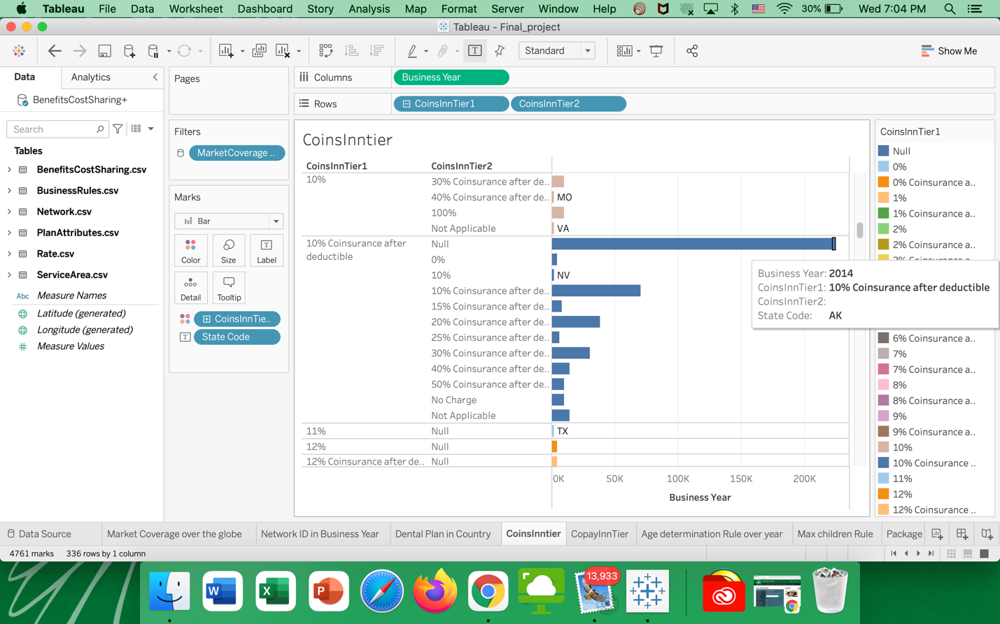 Tableau File Data Worksheet Dashboard Story Analysis Map Format Server Window Help 30% Wed 7:04 PM
Tableau - Final_project
Standard Show Me
Data Analytics
BenefitsCostSharing+
Search
Tables
BenefitsCostSharing.csv
BusinessRules.csv
Network.csv
PlanAttributes.csv
Rate.csv
ServiceArea.csv
Abc Measure Names
Latitude (generated)
Longitude (generated)
Measure Values
Pages
Filters
MarketCoverage ..
Marks
Bar
Color Size Label
Detail Tooltip
CoinsInnTie..
State Code
Columns Business Year
Rows CoinsInnTier1 CoinsInnTier2
CoinsInntier
CoinsInnTier1 CoinsInnTier2
10% 30% Coinsurance after de..
40% Coinsurance after de.. MO
100%
Not Applicable VA
10% Coinsurance after
deductible
Null
0%
10% NV
10% Coinsurance after de..
15% Coinsurance after de..
20% Coinsurance after de..
25% Coinsurance after de..
30% Coinsurance after de..
40% Coinsurance after de..
50% Coinsurance after de..
No Charge
Not Applicable
11% Null TX
12% Null
12% Coinsurance after de.. Null
0K 50K 100K 150K 200K
Business Year
Business Year: 2014
CoinsInnTier1: 10% Coinsurance after deductible
CoinsInnTier2:
State Code: AK
CoinsInnTier1
Null
0%
0% Coinsurance a..
1%
1% Coinsurance a..
2%
2% Coinsurance a..
6% Coinsurance a..
7%
7% Coinsurance a..
8%
8% Coinsurance a..
9%
9% Coinsurance a..
10%
10% Coinsurance ..
11%
12%
12% Coinsurance ..
Data Source Market Coverage over the globe Network ID in Business Year Dental Plan in Country CoinsInntier CopayInnTier Age determination Rule over year Max children Rule Package
4761 marks 336 rows by 1 column
W X P 13,933